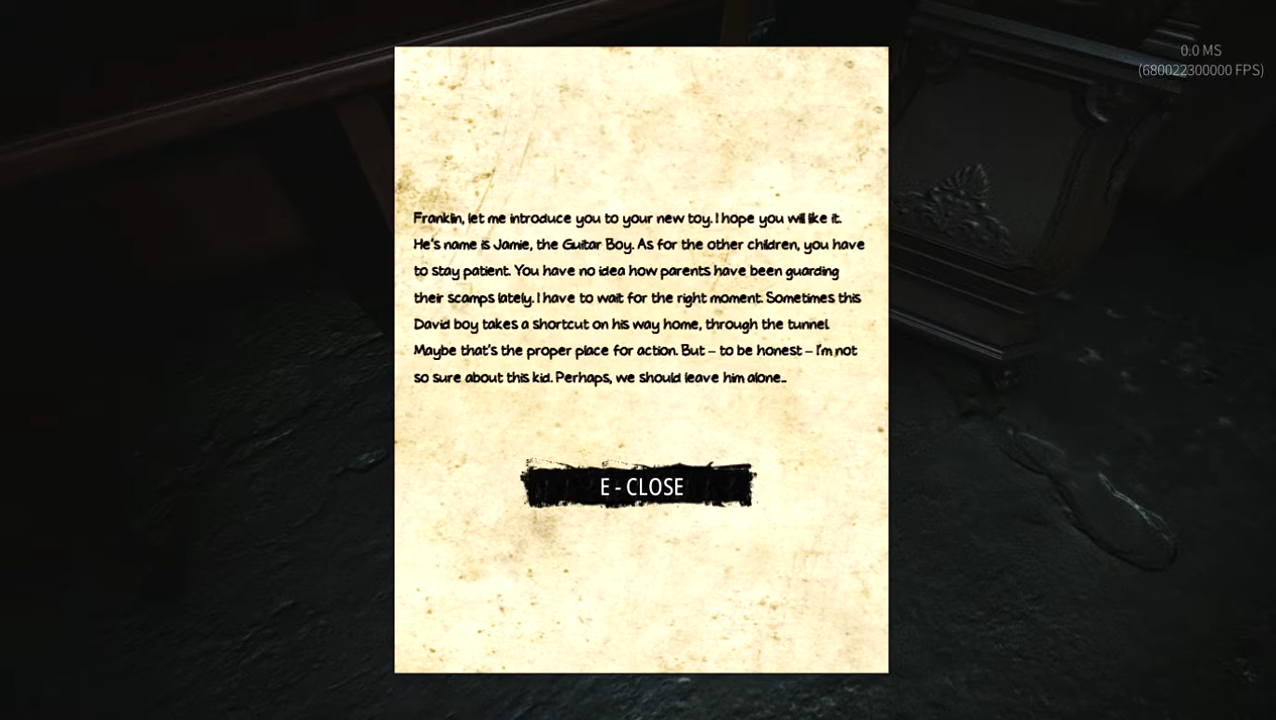 0.0 MS
(680022300000 FPS)
Franklin, let me introduce you to your new toy. I hope you will like it.
He's name is Jamie, the Guitar Boy. As for the other children, you have
to stay patient. You have no idea how parents have been guarding
their scamps lately. I have to wait for the right moment. Sometimes this
David boy takes a shortcut on his way home, through the tunnel.
Maybe that's the proper place for action. But – to be honest – I'm not
so sure about this kid. Perhaps, we should leave him alone...
E - CLOSE